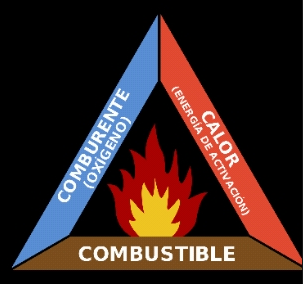 COMBURENTE
(OXÍGENO)
CALOR
(ENERGÍA DE ACTIVACIÓN)
COMBUSTIBLE